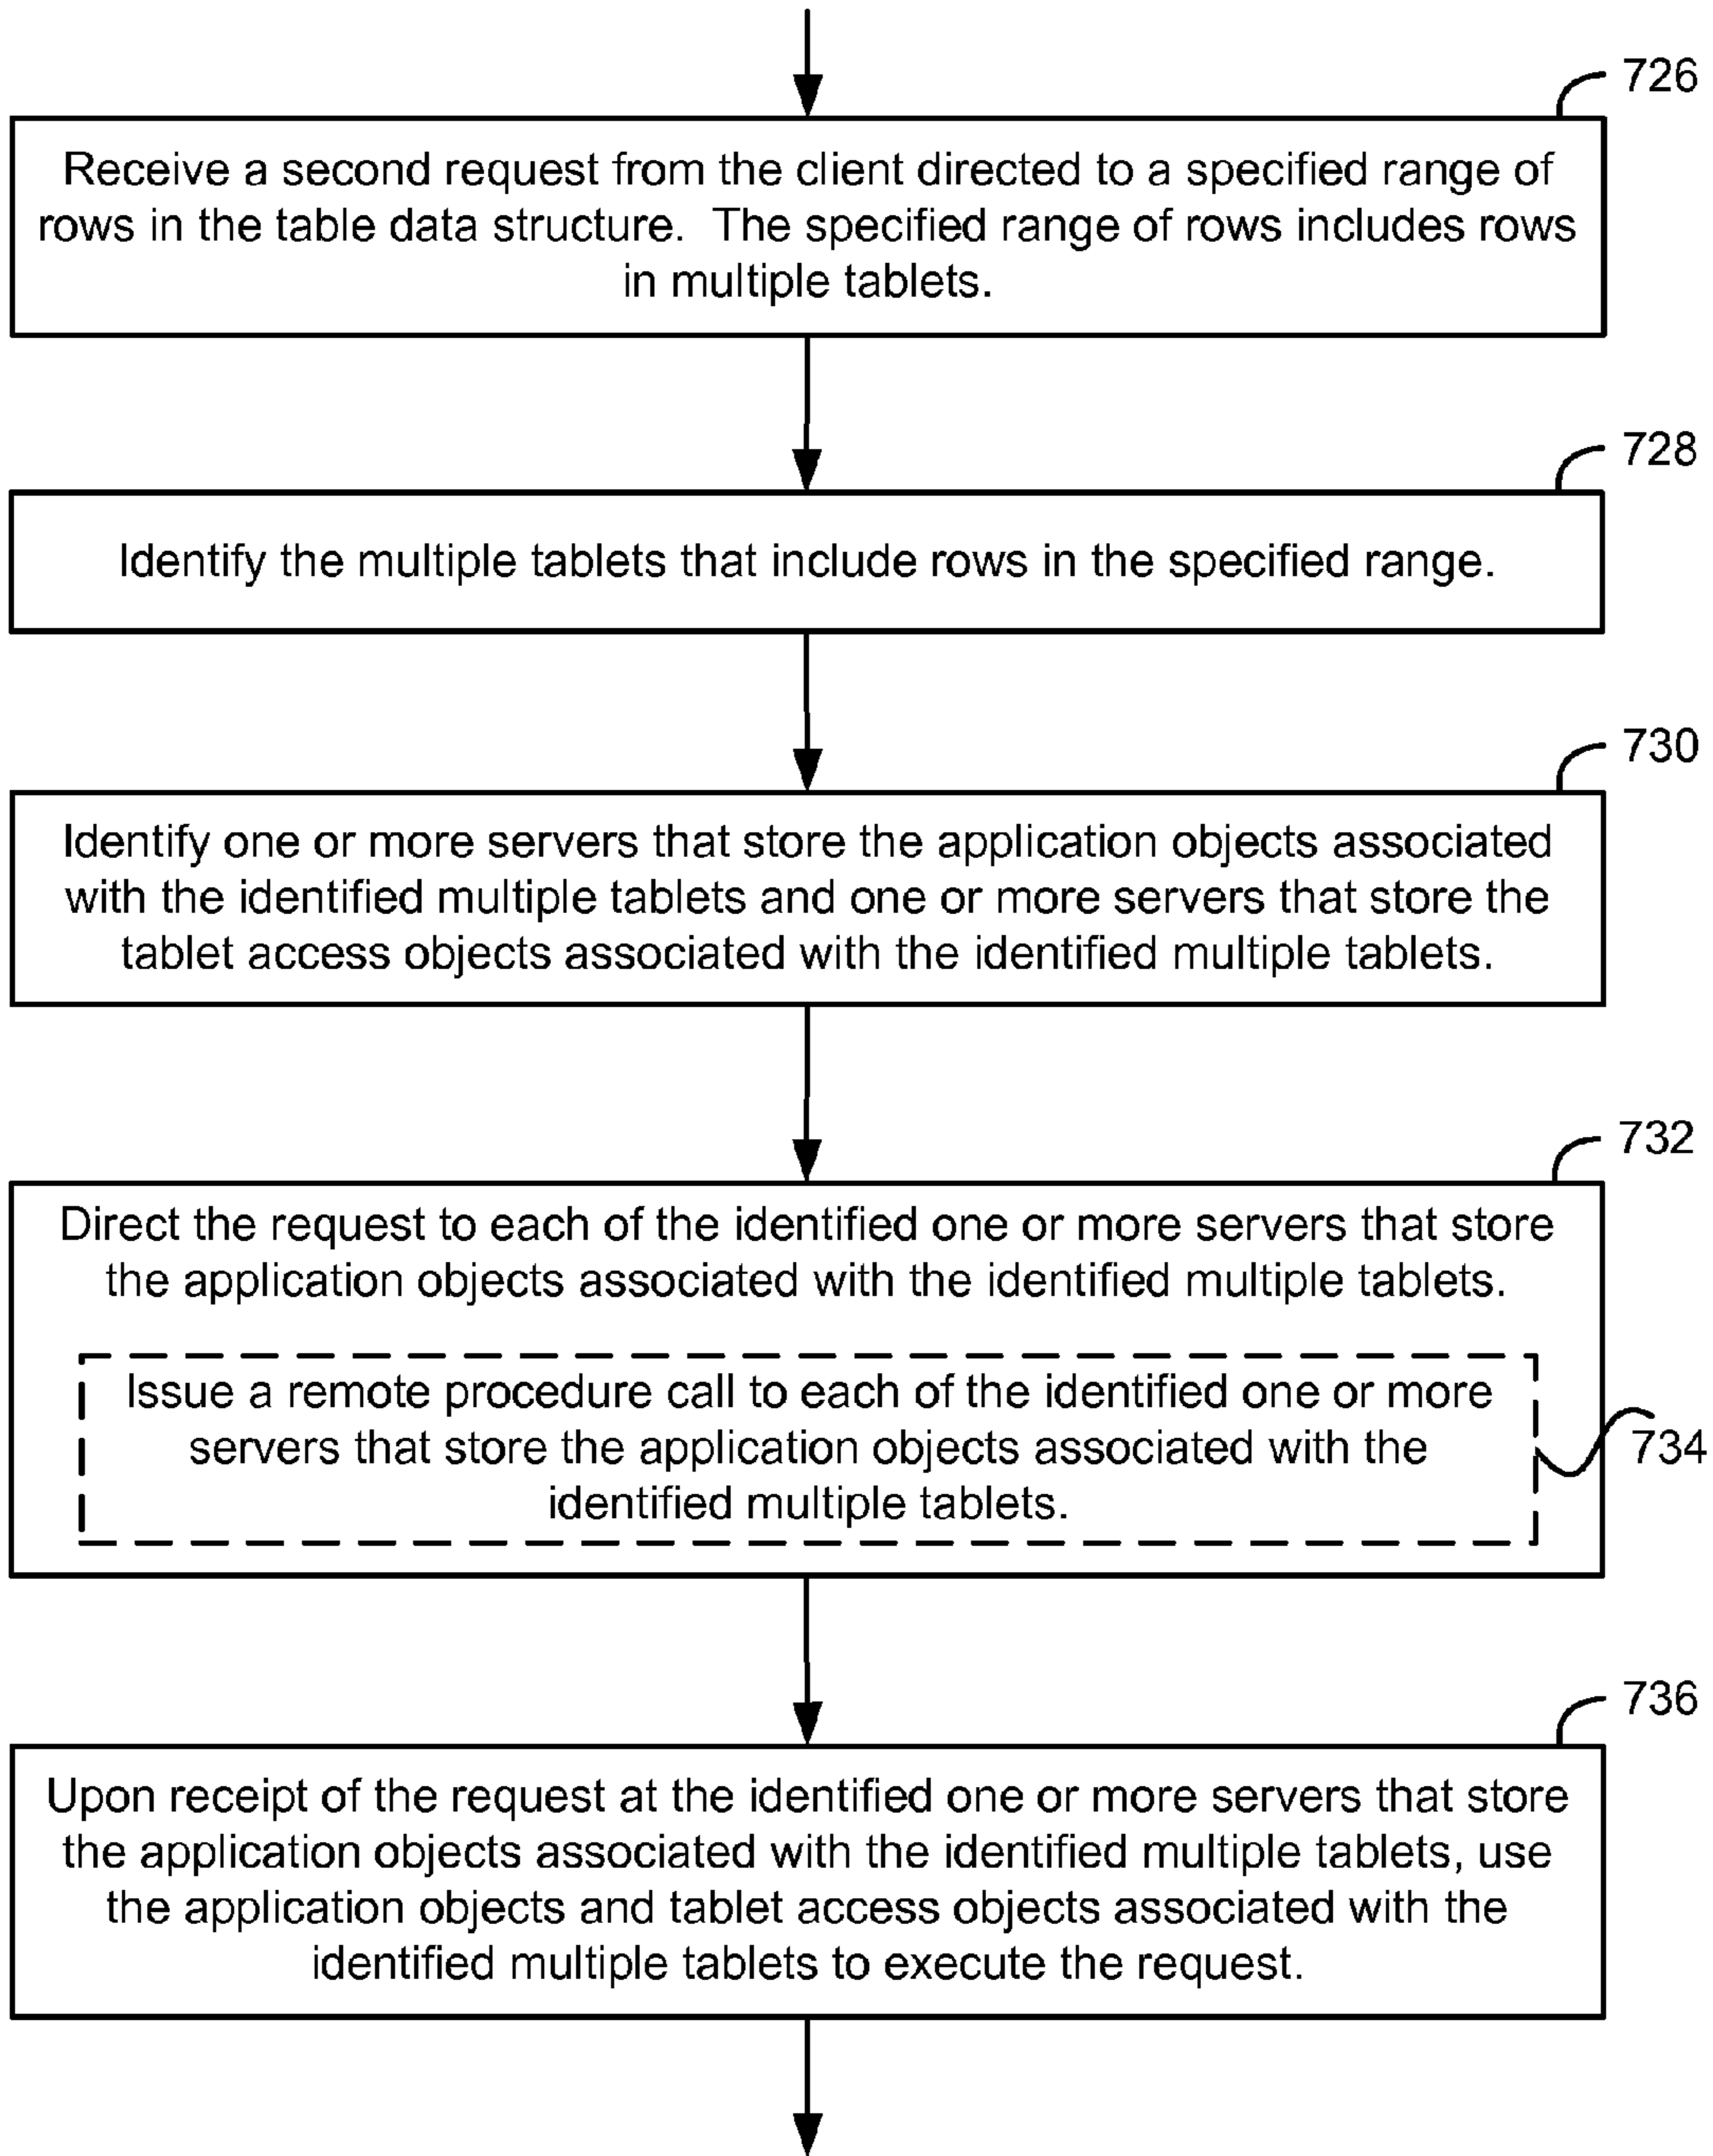 726
Receive a second request from the client directed to a specified range of
rows in the table data structure.  The specified range of rows includes rows
in multiple tablets.
728
Identify the multiple tablets that include rows in the specified range.
730
Identify one or more servers that store the application objects associated
with the identified multiple tablets and one or more servers that store the
tablet access objects associated with the identified multiple tablets.
732
Direct the request to each of the identified one or more servers that store
the application objects associated with the identified multiple tablets.
Issue a remote procedure call to each of the identified one or more
servers that store the application objects associated with the
identified multiple tablets.
734
736
Upon receipt of the request at the identified one or more servers that store
the application objects associated with the identified multiple tablets, use
the application objects and tablet access objects associated with the
identified multiple tablets to execute the request.